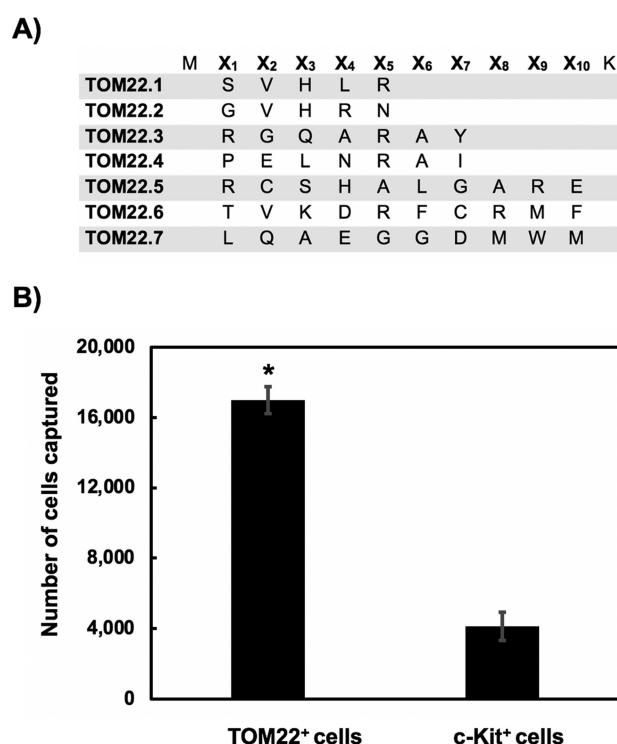 A)
M X1 X2 X3 X4 X5 X6 X7 X8 X9 X10 K
TOM22.1 S V H L R
TOM22.2 G V H R N
TOM22.3 R G Q A R A Y
TOM22.4 P E L N R A I
TOM22.5 R C S H A L G A R E
TOM22.6 T V K D R F C R M F
TOM22.7 L Q A E G G D M W M
B)
Number of cells captured
20,000
16,000
12,000
8,000
4,000
0
*
TOM22+ cells c-Kit+ cells